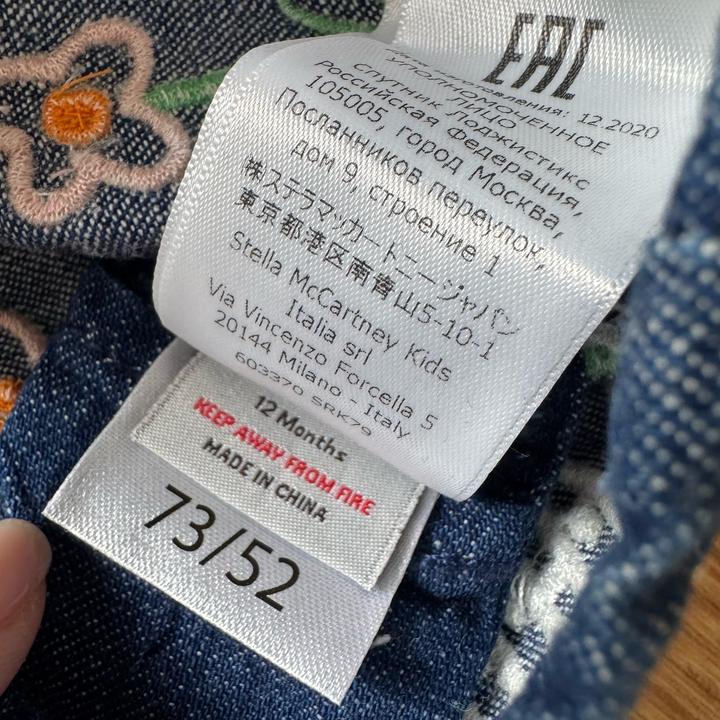 EAC
Дата изготовления: 12.2020
УПОЛНОМОЧЕННОЕ
ЛИЦО
СПУТНИК ЛОДЖИСТИКС
Российская Федерация,
105005, город Москва,
Посланников переулок,
дом 9, строение 1
㈱ステラマッカートニージャパン
東京都港区南青山5-10-1
Stella McCartney Kids
Italia srl
Via Vincenzo Forcella 5
20144 Milano - Italy
603370 SRK79
12 Months
KEEP AWAY FROM FIRE
MADE IN CHINA
73/52